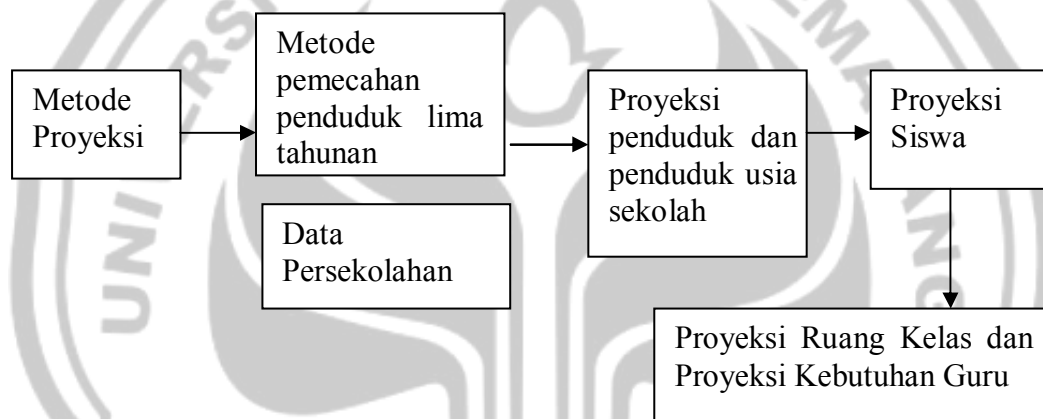 Metode
Proyeksi
Metode
pemecahan
penduduk lima
tahunan
Data
Persekolahan
Proyeksi
penduduk dan
penduduk usia
sekolah
Proyeksi
Siswa
Proyeksi Ruang Kelas dan
Proyeksi Kebutuhan Guru